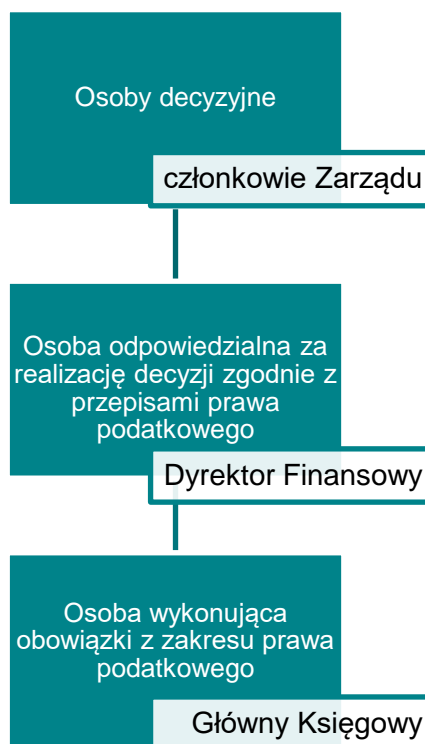 Osoby decyzyjne
członkowie Zarządu
Osoba odpowiedzialna za
realizację decyzji zgodnie z
przepisami prawa
podatkowego
Dyrektor Finansowy
Osoba wykonująca
obowiązki z zakresu prawa
podatkowego
Główny Księgowy